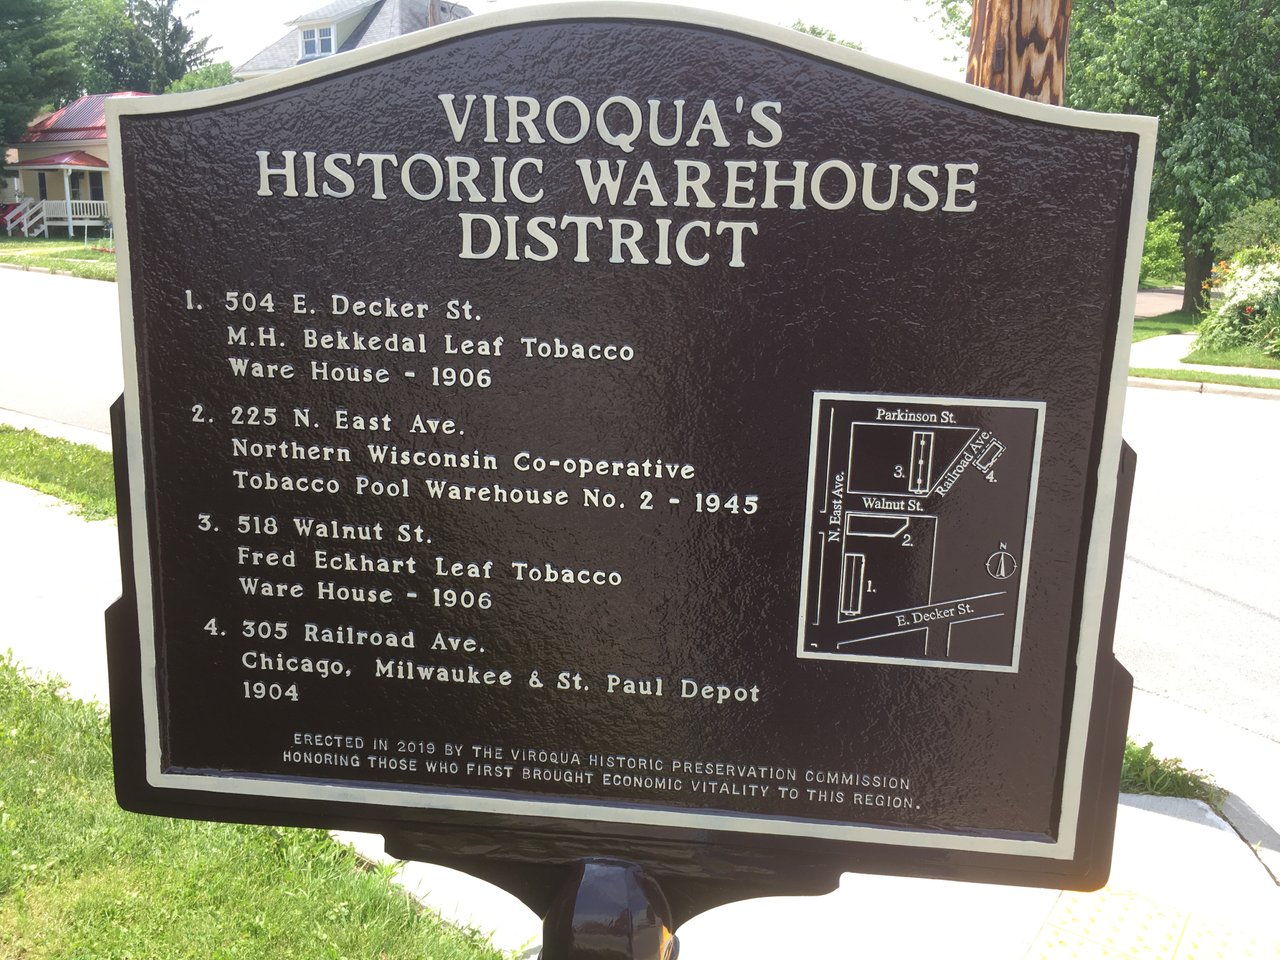 VIROQUA'S
HISTORIC WAREHOUSE
DISTRICT
1. 504 E. Decker St.
M.H. Bekkedal Leaf Tobacco
Ware House - 1906
2. 225 N. East Ave.
Northern Wisconsin Co-operative
Tobacco Pool Warehouse No. 2 - 1945
3. 518 Walnut St.
Fred Eckhart Leaf Tobacco
Ware House - 1906
4. 305 Railroad Ave.
Chicago, Milwaukee & St. Paul Depot
1904
Parkinson St.
Railroad Ave.
3.
4.
N. East Ave.
Walnut St.
2.
N
1.
E. Decker St.
ERECTED IN 2019 BY THE VIROQUA HISTORIC PRESERVATION COMMISSION
HONORING THOSE WHO FIRST BROUGHT ECONOMIC VITALITY TO THIS REGION.